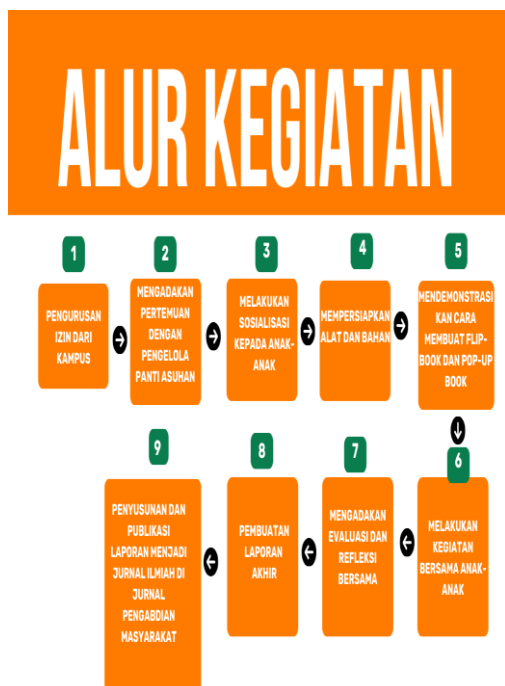 ALUR KEGIATAN
1
PENGURUSAN
IZIN DARI
KAMPUS
2
MENGADAKAN
PERTEMUAN
DENGAN
PENGELOLA
PANTI ASUHAN
3
MELAKUKAN
SOSIALISASI
KEPADA ANAK-
ANAK
4
MEMPERSIAPKAN
ALAT DAN BAHAN
5
MENDEMONSTRASI
KAN CARA
MEMBUAT FLIP-
BOOK DAN POP-UP
BOOK
6
MELAKUKAN
KEGIATAN
BERSAMA ANAK-
ANAK
7
MENGADAKAN
EVALUASI DAN
REFLEKSI
BERSAMA
8
PEMBUATAN
LAPORAN
AKHIR
9
PENYUSUNAN DAN
PUBLIKASI
LAPORAN MENJADI
JURNAL ILMIAH DI
JURNAL
PENGABDIAN
MASYARAKAT